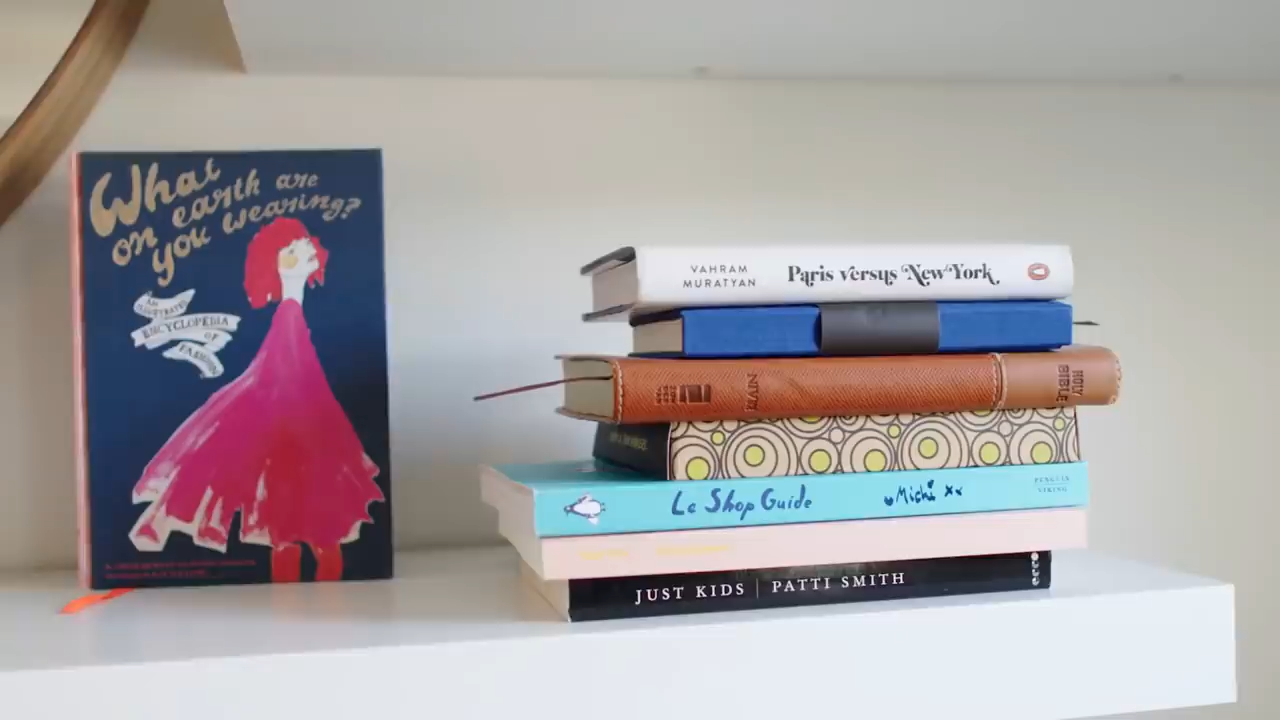 What
on earth are
you wearing?
AN
ILLUSTRATED
ENCYCLOPEDIA
OF
FASHION
VAHRAM
MURATYAN
Paris versus New York
HOLY
BIBLE
Le Shop Guide
Michi xx
PENGUIN
VIKING
JUST KIDS | PATTI SMITH
ecco